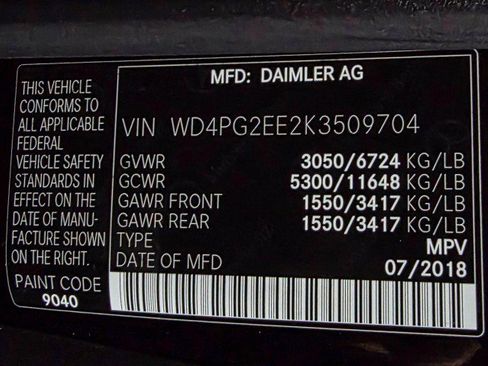 MFD: DAIMLER AG
THIS VEHICLE
CONFORMS TO
ALL APPLICABLE
FEDERAL
VEHICLE SAFETY
STANDARDS IN
EFFECT ON THE
DATE OF MANU-
FACTURE SHOWN
ON THE RIGHT.
PAINT CODE
9040
VIN WD4PG2EE2K3509704
GVWR 3050/6724 KG/LB
GCWR 5300/11648 KG/LB
GAWR FRONT 1550/3417 KG/LB
GAWR REAR 1550/3417 KG/LB
TYPE MPV
DATE OF MFD 07/2018